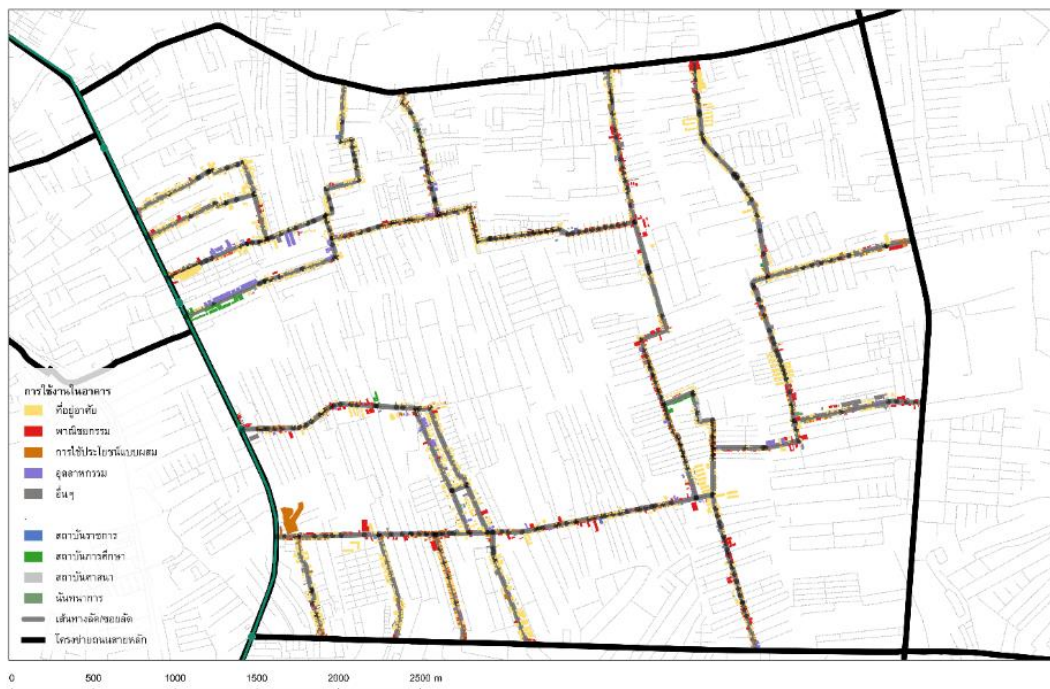 การใช้งานในอาคาร
ที่อยู่อาศัย
พาณิชยกรรม
การใช้ประโยชน์แบบผสม
อุตสาหกรรม
อื่นๆ
สถาบันราชการ
สถาบันการศึกษา
สถาบันศาสนา
นันทนาการ
เส้นทางลัด/ซอยลัด
โครงข่ายถนนสายหลัก
0 500 1000 1500 2000 2500 m